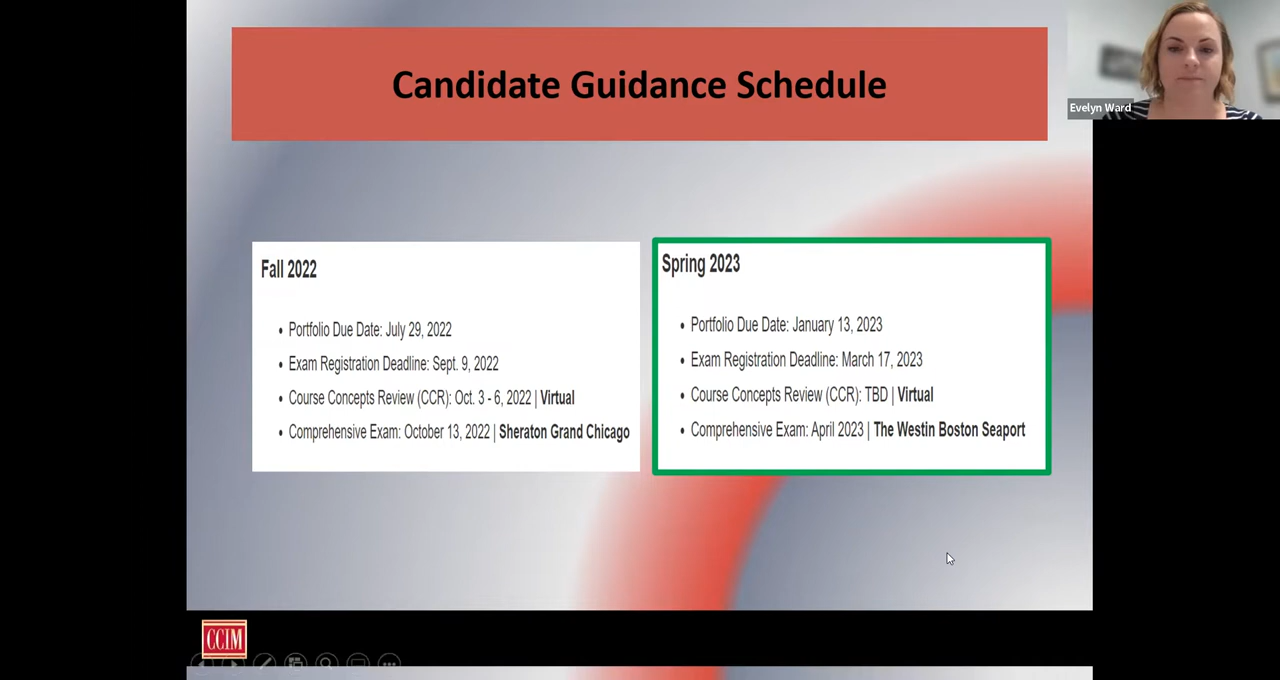 Candidate Guidance Schedule
Evelyn Ward
Fall 2022
• Portfolio Due Date: July 29, 2022
• Exam Registration Deadline: Sept. 9, 2022
• Course Concepts Review (CCR): Oct. 3 - 6, 2022 | Virtual
• Comprehensive Exam: October 13, 2022 | Sheraton Grand Chicago
Spring 2023
• Portfolio Due Date: January 13, 2023
• Exam Registration Deadline: March 17, 2023
• Course Concepts Review (CCR): TBD | Virtual
• Comprehensive Exam: April 2023 | The Westin Boston Seaport
CCIM